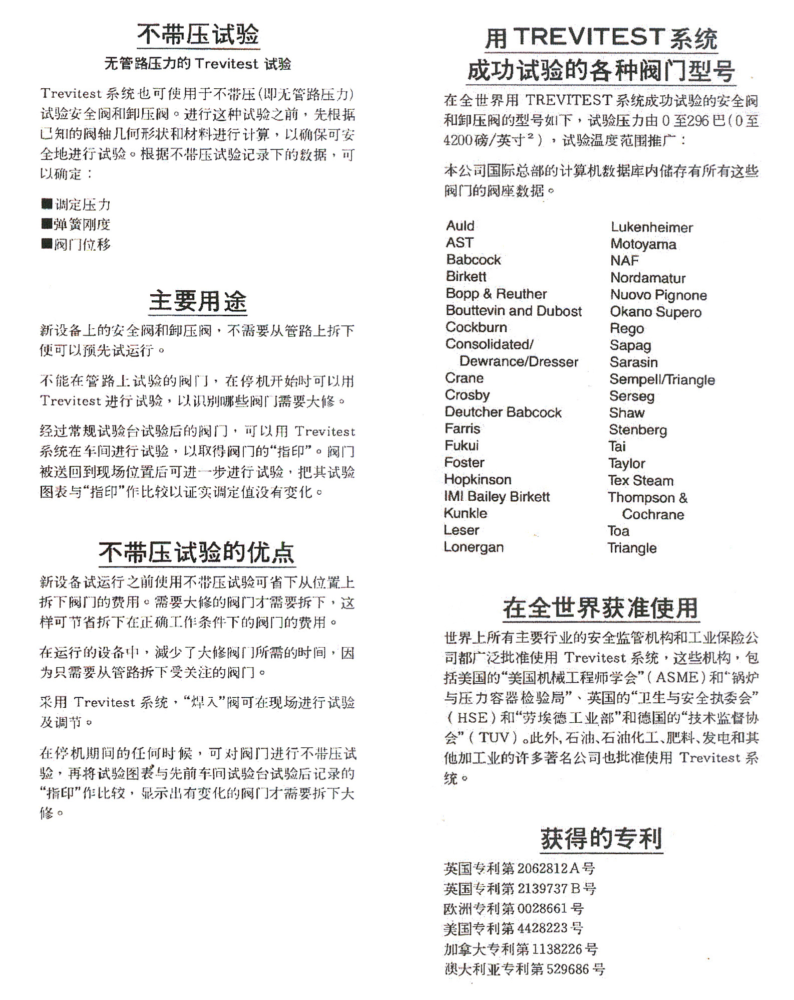 不带压试验
无管路压力的 Trevitest 试验
Trevitest 系统也可使用于不带压(即无管路压力)
试验安全阀和卸压阀。进行这种试验之前，先根据
已知的阀轴几何形状和材料进行计算，以确保可安
全地进行试验。根据不带压试验记录下的数据，可
以确定：
■调定压力
■弹簧刚度
■阀门位移
主要用途
新设备上的安全阀和卸压阀，不需要从管路上拆下
便可以预先试运行。
不能在管路上试验的阀门，在停机开始时可以用
Trevitest 进行试验，以识别哪些阀门需要大修。
经过常规试验台试验后的阀门，可以用 Trevitest
系统在车间进行试验，以取得阀门的“指印”。阀门
被送回到现场位置后可进一步进行试验，把其试验
图表与“指印”作比较以证实调定值没有变化。
不带压试验的优点
新设备试运行之前使用不带压试验可省下从位置上
拆下阀门的费用。需要大修的阀门才需要拆下，这
样可节省拆下在正确工作条件下的阀门的费用。
在运行的设备中，减少了大修阀门所需的时间，因
为只需要从管路拆下受关注的阀门。
采用 Trevitest 系统，“焊入”阀可在现场进行试验
及调节。
在停机期间的任何时候，可对阀门进行不带压试
验，再将试验图表与先前车间试验台试验后记录的
“指印”作比较，显示出有变化的阀门才需要拆下大
修。
用 TREVITEST 系统
成功试验的各种阀门型号
在全世界用 TREVITEST 系统成功试验的安全阀
和卸压阀的型号如下，试验压力由 0 至296 巴(0 至
4200磅/英寸²)，试验温度范围推广：
本公司国际总部的计算机数据库内储存有所有这些
阀门的阀座数据。
Auld
AST
Babcock
Birkett
Bopp & Reuther
Bouttevin and Dubost
Cockburn
Consolidated/
Dewrance/Dresser
Crane
Crosby
Deutcher Babcock
Farris
Fukui
Foster
Hopkinson
IMI Bailey Birkett
Kunkle
Leser
Lonergan
Lukenheimer
Motoyama
NAF
Nordamatur
Nuovo Pignone
Okano Supero
Rego
Sapag
Sarasin
Sempell/Triangle
Serseg
Shaw
Stenberg
Tai
Taylor
Tex Steam
Thompson &
Cochrane
Toa
Triangle
在全世界获准使用
世界上所有主要行业的安全监管机构和工业保险公
司都广泛批准使用 Trevitest 系统，这些机构，包
括美国的“美国机械工程师学会”(ASME)和“锅炉
与压力容器检验局”、英国的“卫生与安全执委会”
(HSE)和“劳埃德工业部”和德国的“技术监督协
会”(TUV)。此外,石油、石油化工、肥料、发电和其
他加工业的许多著名公司也批准使用 Trevitest 系
统。
获得的专利
英国专利第 2062812A 号
英国专利第 2139737B 号
欧洲专利第 0028661 号
美国专利第 4428223 号
加拿大专利第 1138226 号
澳大利亚专利第 529686 号